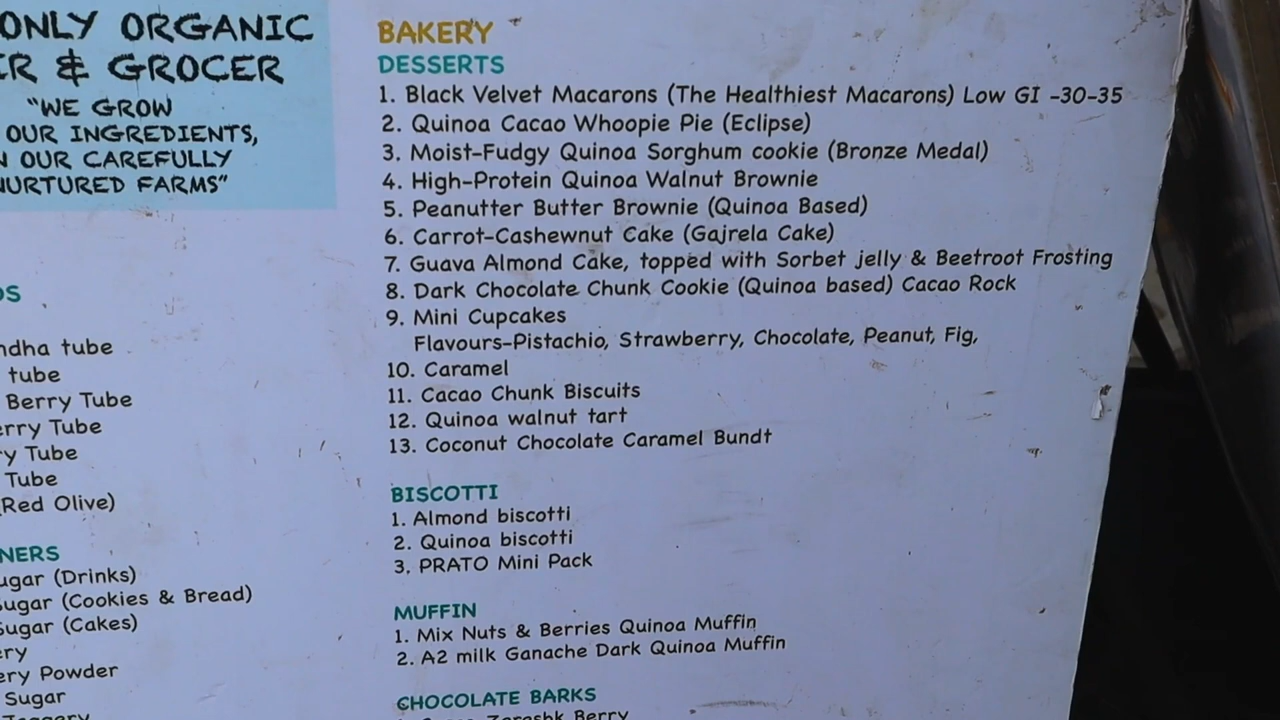 ONLY ORGANIC
& GROCER
"WE GROW
OUR INGREDIENTS,
OUR CAREFULLY
NURTURED FARMS"
tube
tube
Berry Tube
Tube
Tube
Tube
(Red Olive)
Sugar (Drinks)
Sugar (Cookies & Bread)
Sugar (Cakes)
Powder
Sugar
BAKERY
DESSERTS
1. Black Velvet Macarons (The Healthiest Macarons) Low GI -30-35
2. Quinoa Cacao Whoopie Pie (Eclipse)
3. Moist-Fudgy Quinoa Sorghum cookie (Bronze Medal)
4. High-Protein Quinoa Walnut Brownie
5. Peanutter Butter Brownie (Quinoa Based)
6. Carrot-Cashewnut Cake (Gajrela Cake)
7. Guava Almond Cake, topped with Sorbet jelly & Beetroot Frosting
8. Dark Chocolate Chunk Cookie (Quinoa based) Cacao Rock
9. Mini Cupcakes
Flavours-Pistachio, Strawberry, Chocolate, Peanut, Fig,
10. Caramel
11. Cacao Chunk Biscuits
12. Quinoa walnut tart
13. Coconut Chocolate Caramel Bundt
BISCOTTI
1. Almond biscotti
2. Quinoa biscotti
3. PRATO Mini Pack
MUFFIN
1. Mix Nuts & Berries Quinoa Muffin
2. A2 milk Ganache Dark Quinoa Muffin
CHOCOLATE BARKS
Zereshk Berry